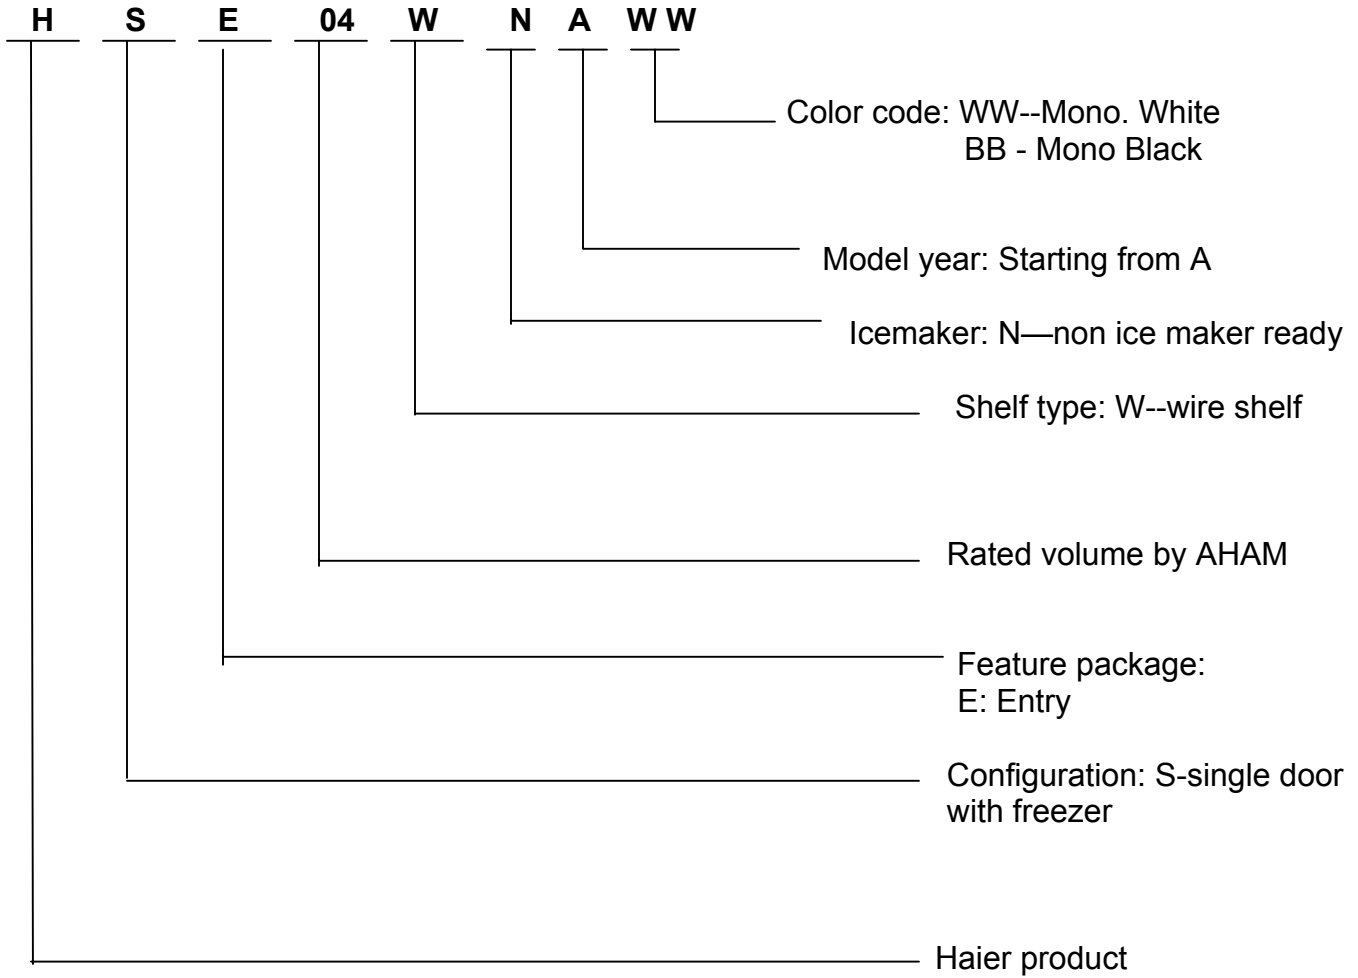 H S E 04 W N A W W
Color code: WW--Mono. White
BB - Mono Black
Model year: Starting from A
Icemaker: N—non ice maker ready
Shelf type: W--wire shelf
Rated volume by AHAM
Feature package:
E: Entry
Configuration: S-single door
with freezer
Haier product